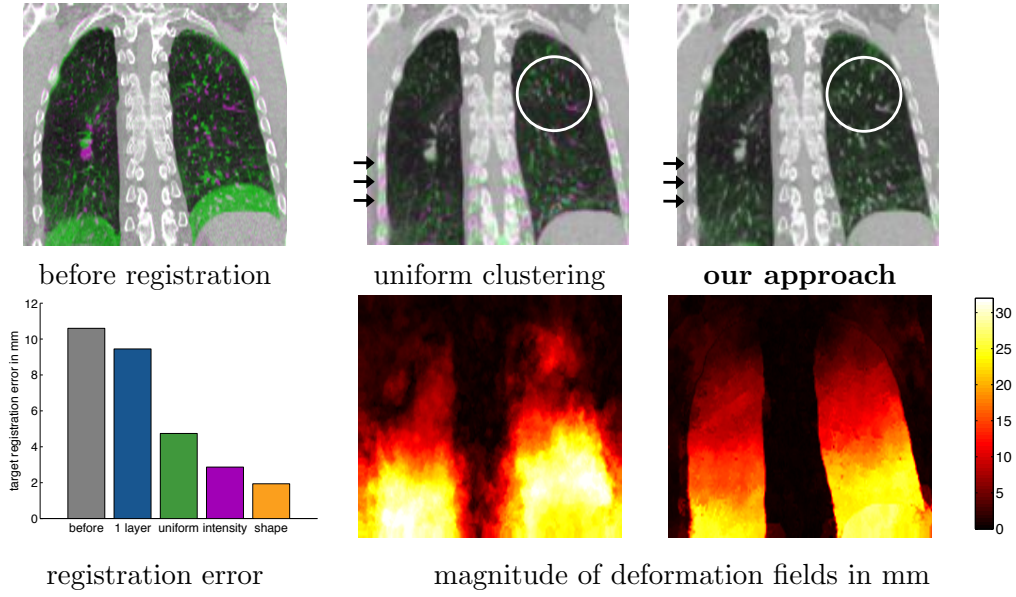 before registration
uniform clustering
our approach
target registration error in mm
12
10
8
6
4
2
0
before 1 layer uniform intensity shape
registration error
magnitude of deformation fields in mm
30
25
20
15
10
5
0